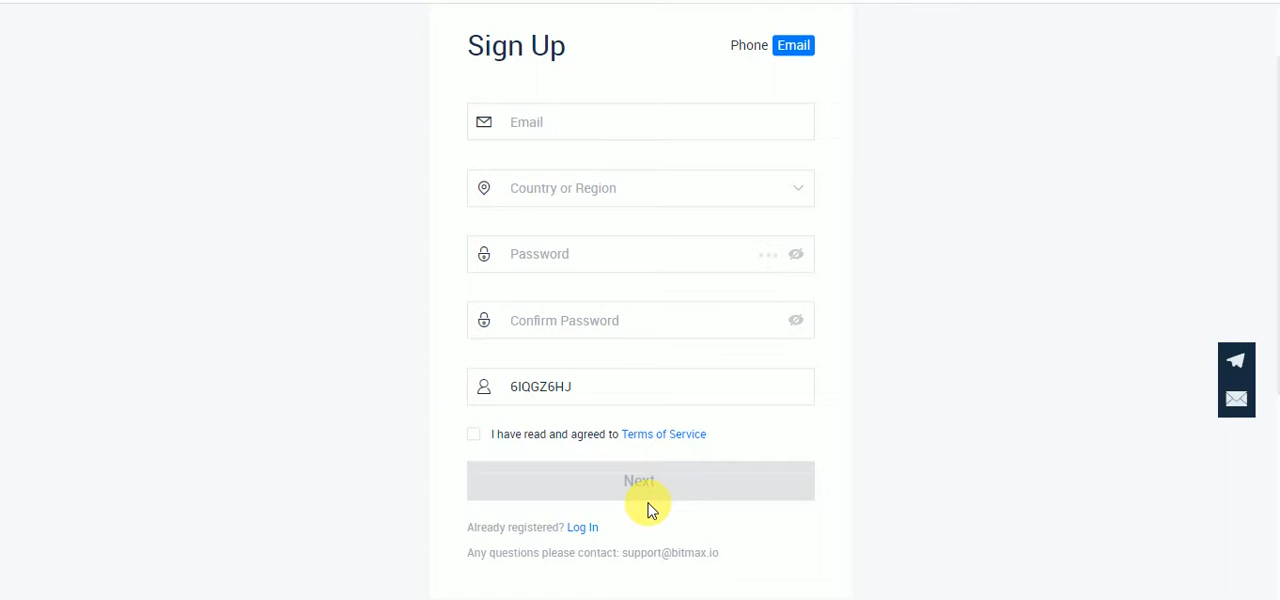 Sign Up
Phone Email
Email
Country or Region
Password
Confirm Password
6IQGZ6HJ
I have read and agreed to Terms of Service
Next
Already registered? Log In
Any questions please contact: support@bitmax.io